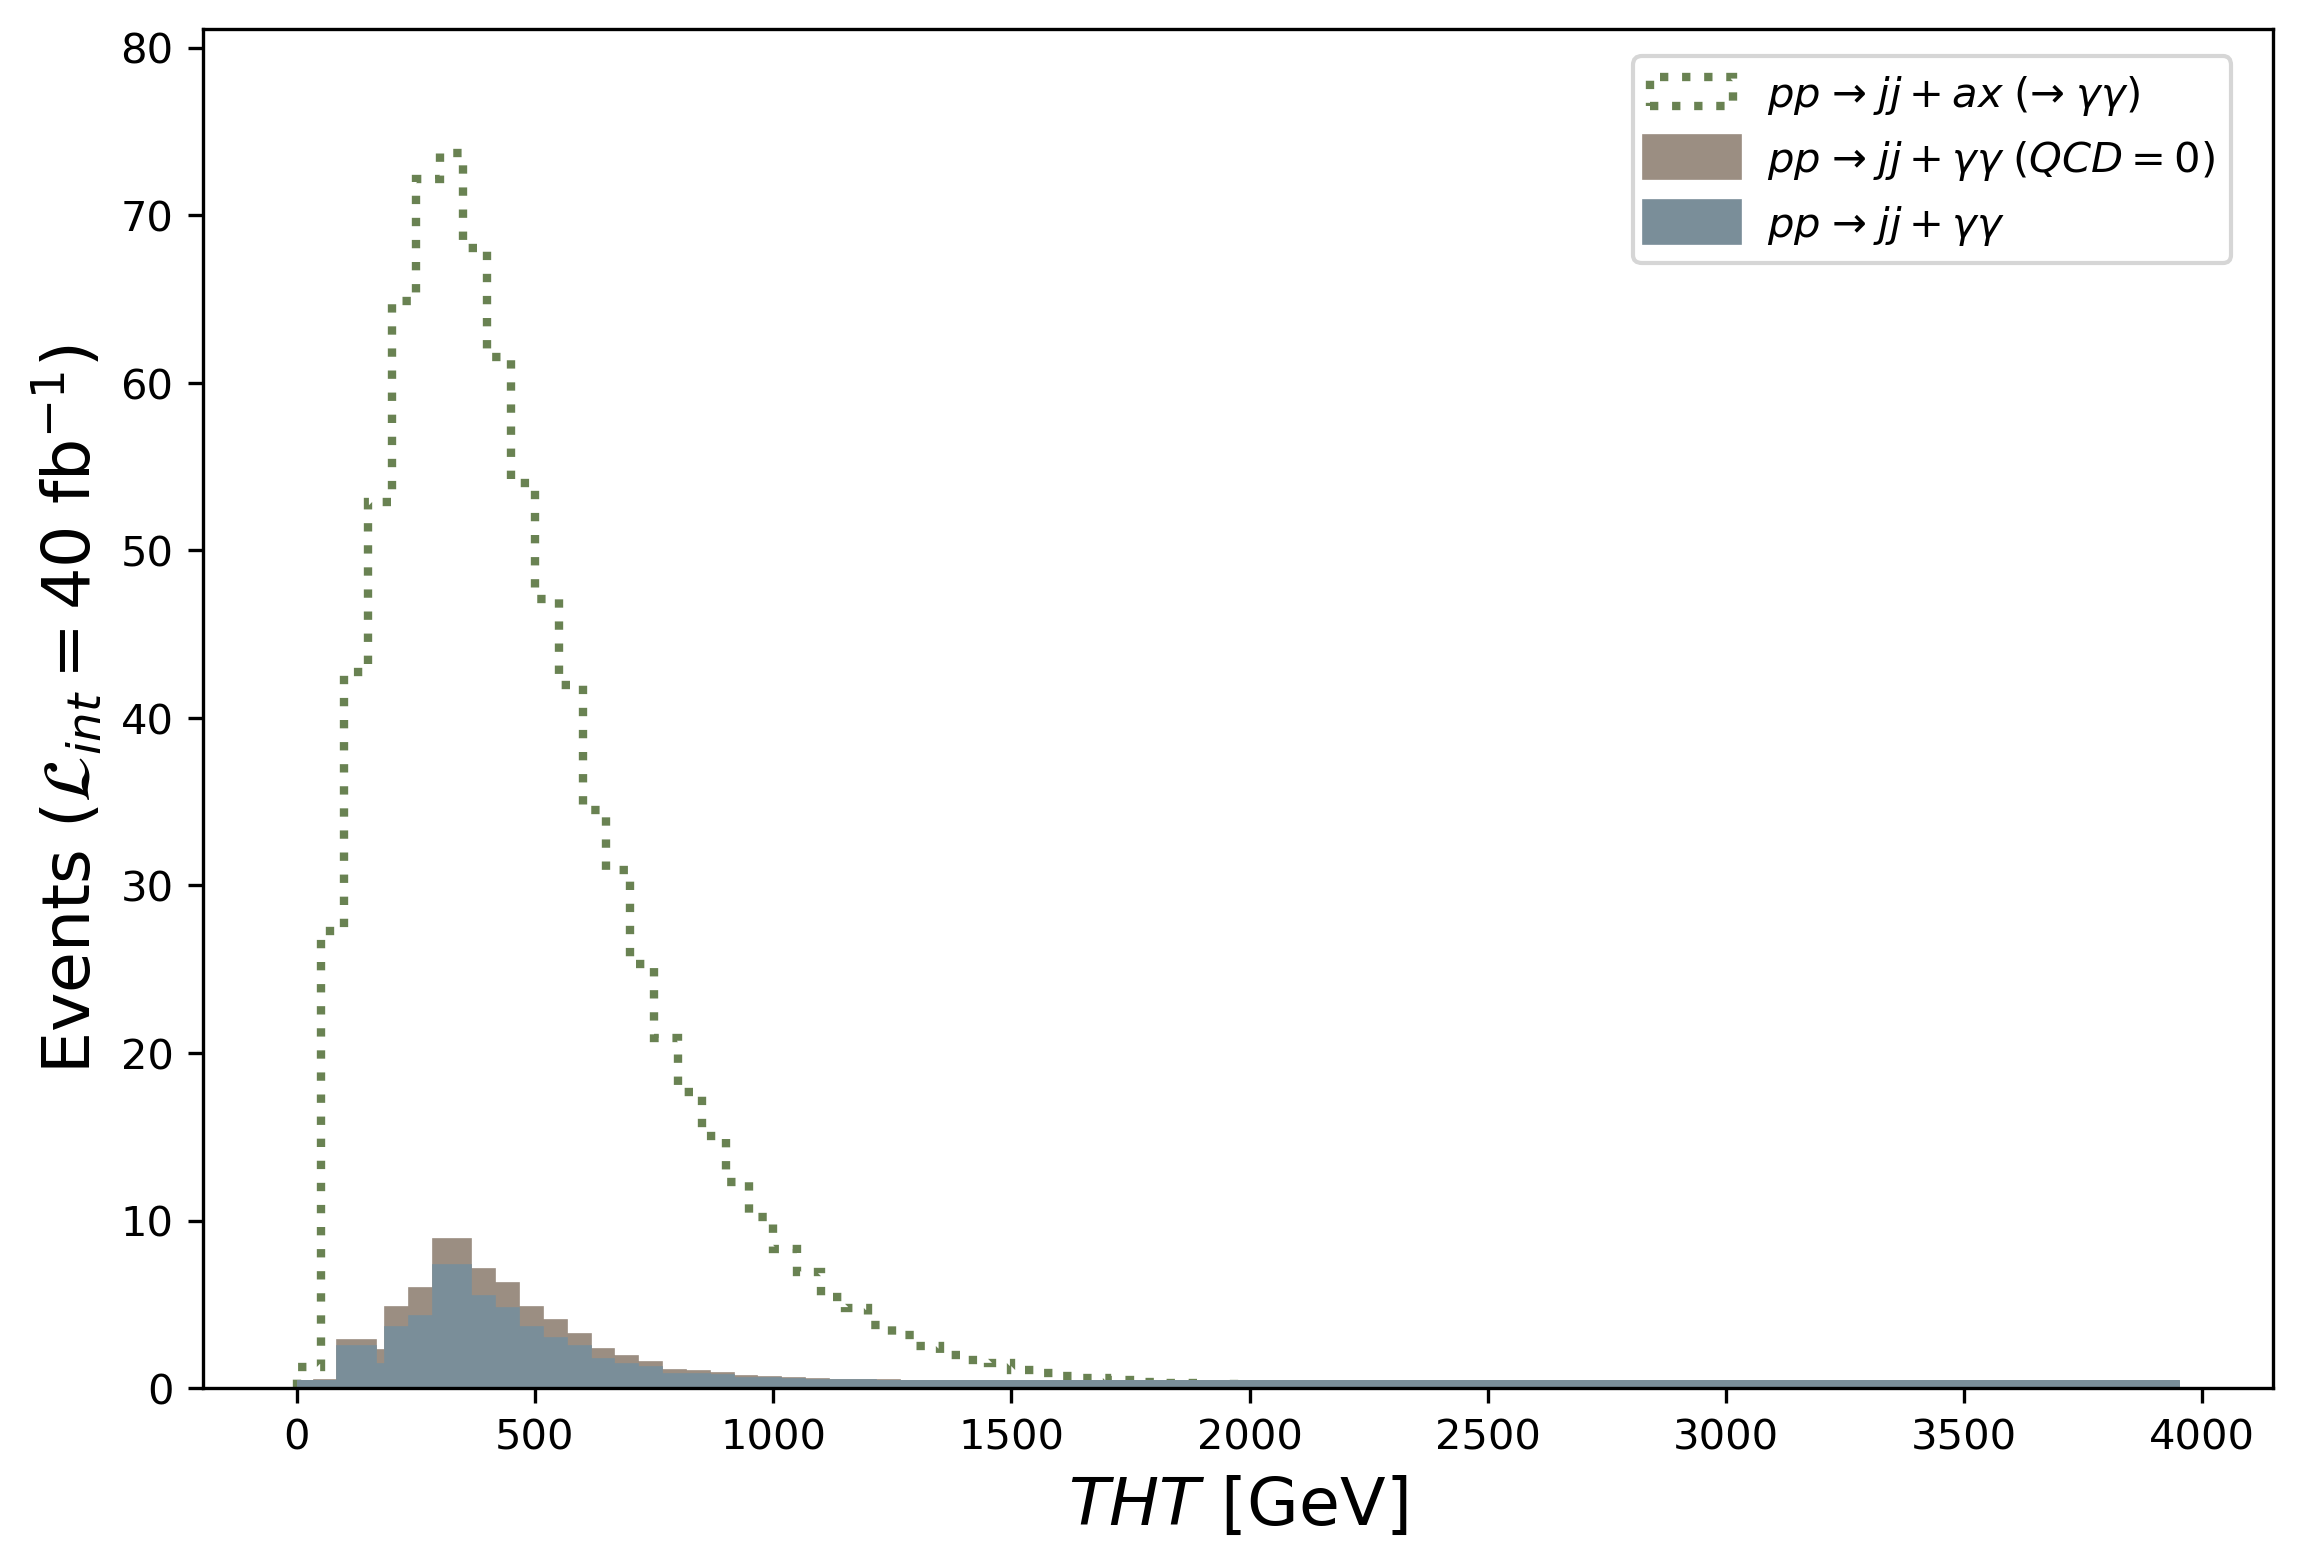 80
70
60
50
40
30
20
10
0
Events (ℒ_int = 40 fb⁻¹)
pp → jj + ax (→ γγ)
pp → jj + γγ (QCD = 0)
pp → jj + γγ
0 500 1000 1500 2000 2500 3000 3500 4000
THT [GeV]